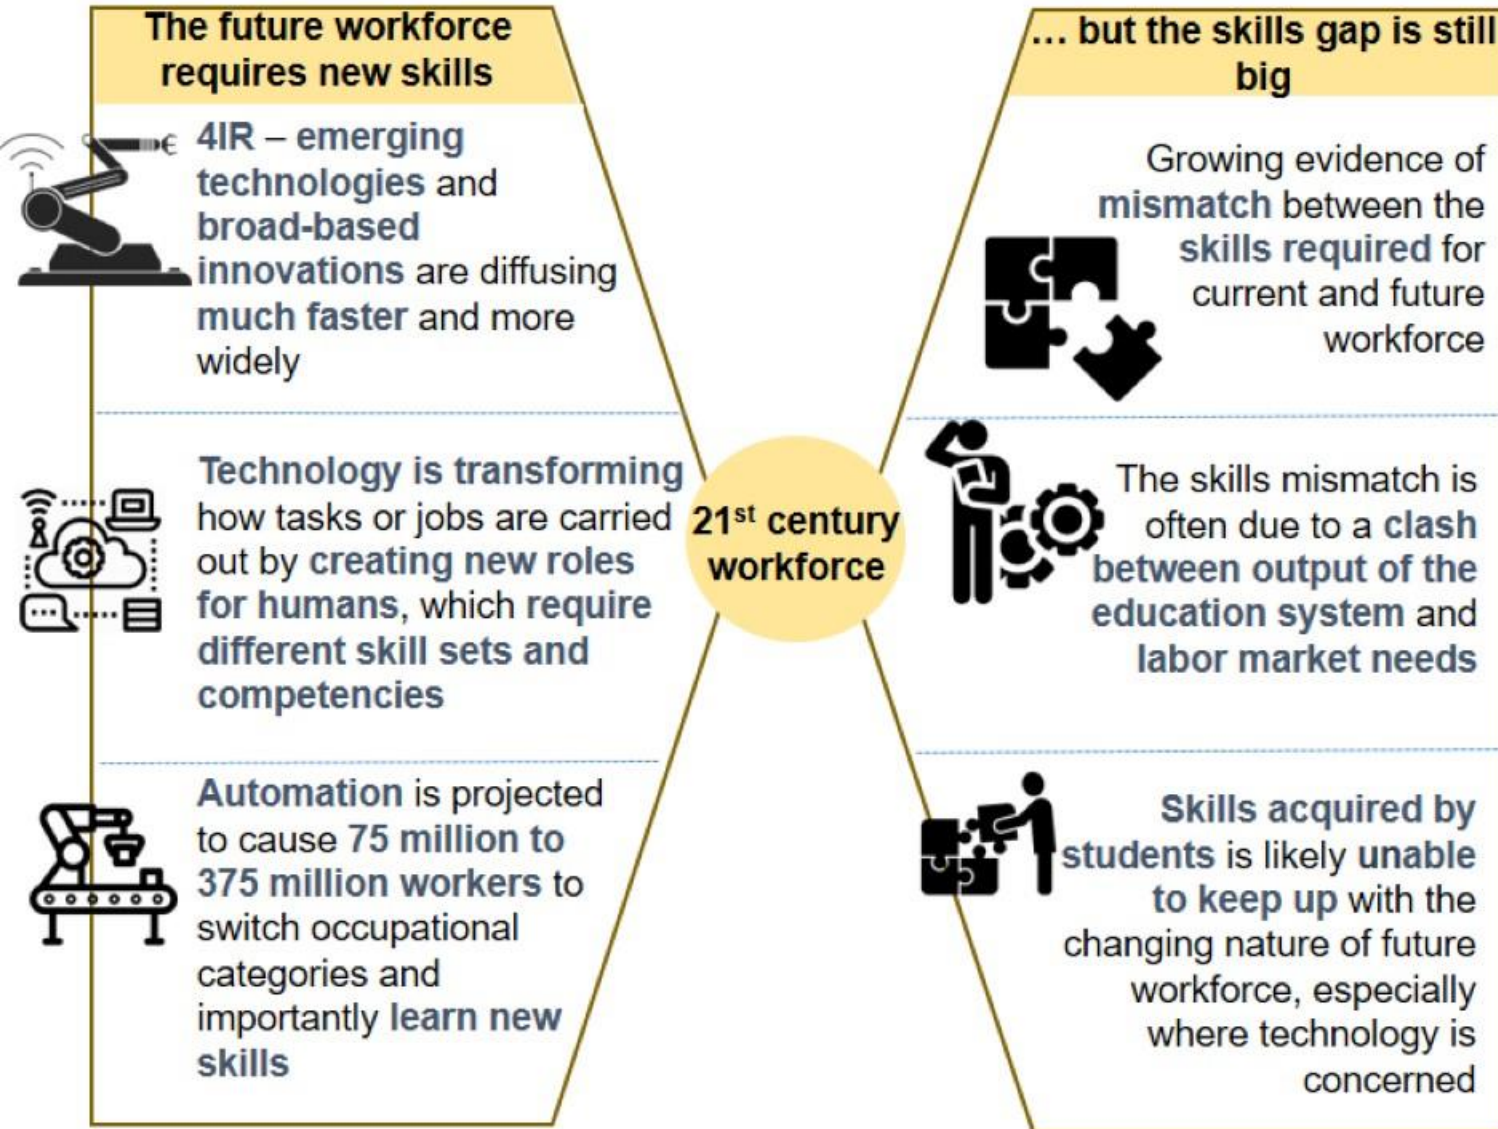 The future workforce
requires new skills
4IR – emerging
technologies and
broad-based
innovations are diffusing
much faster and more
widely
Technology is transforming
how tasks or jobs are carried
out by creating new roles
for humans, which require
different skill sets and
competencies
Automation is projected
to cause 75 million to
375 million workers to
switch occupational
categories and
importantly learn new
skills
21st century
workforce
... but the skills gap is still
big
Growing evidence of
mismatch between the
skills required for
current and future
workforce
The skills mismatch is
often due to a clash
between output of the
education system and
labor market needs
Skills acquired by
students is likely unable
to keep up with the
changing nature of future
workforce, especially
where technology is
concerned